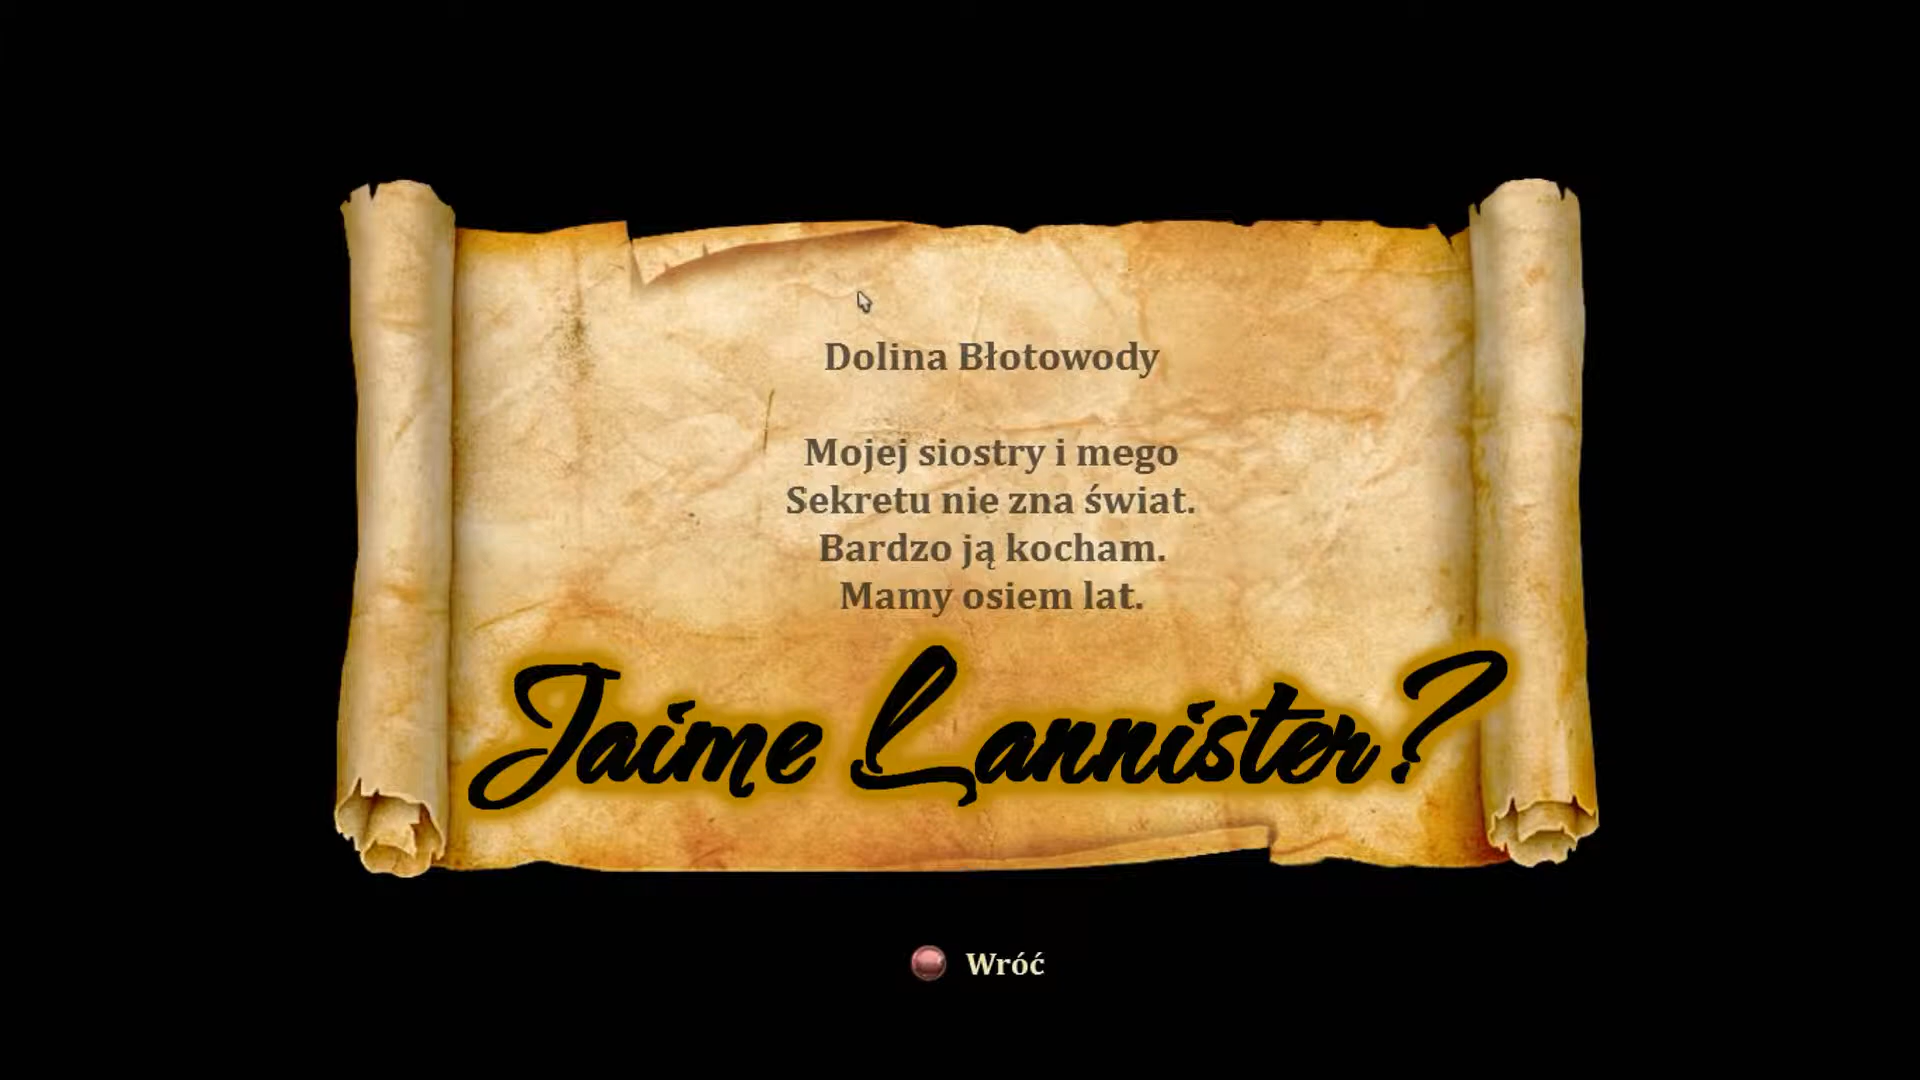 Dolina Błotowody
Mojej siostry i mego
Sekretu nie zna świat.
Bardzo ją kocham.
Mamy osiem lat.
Jaime Lannister?
Wróć